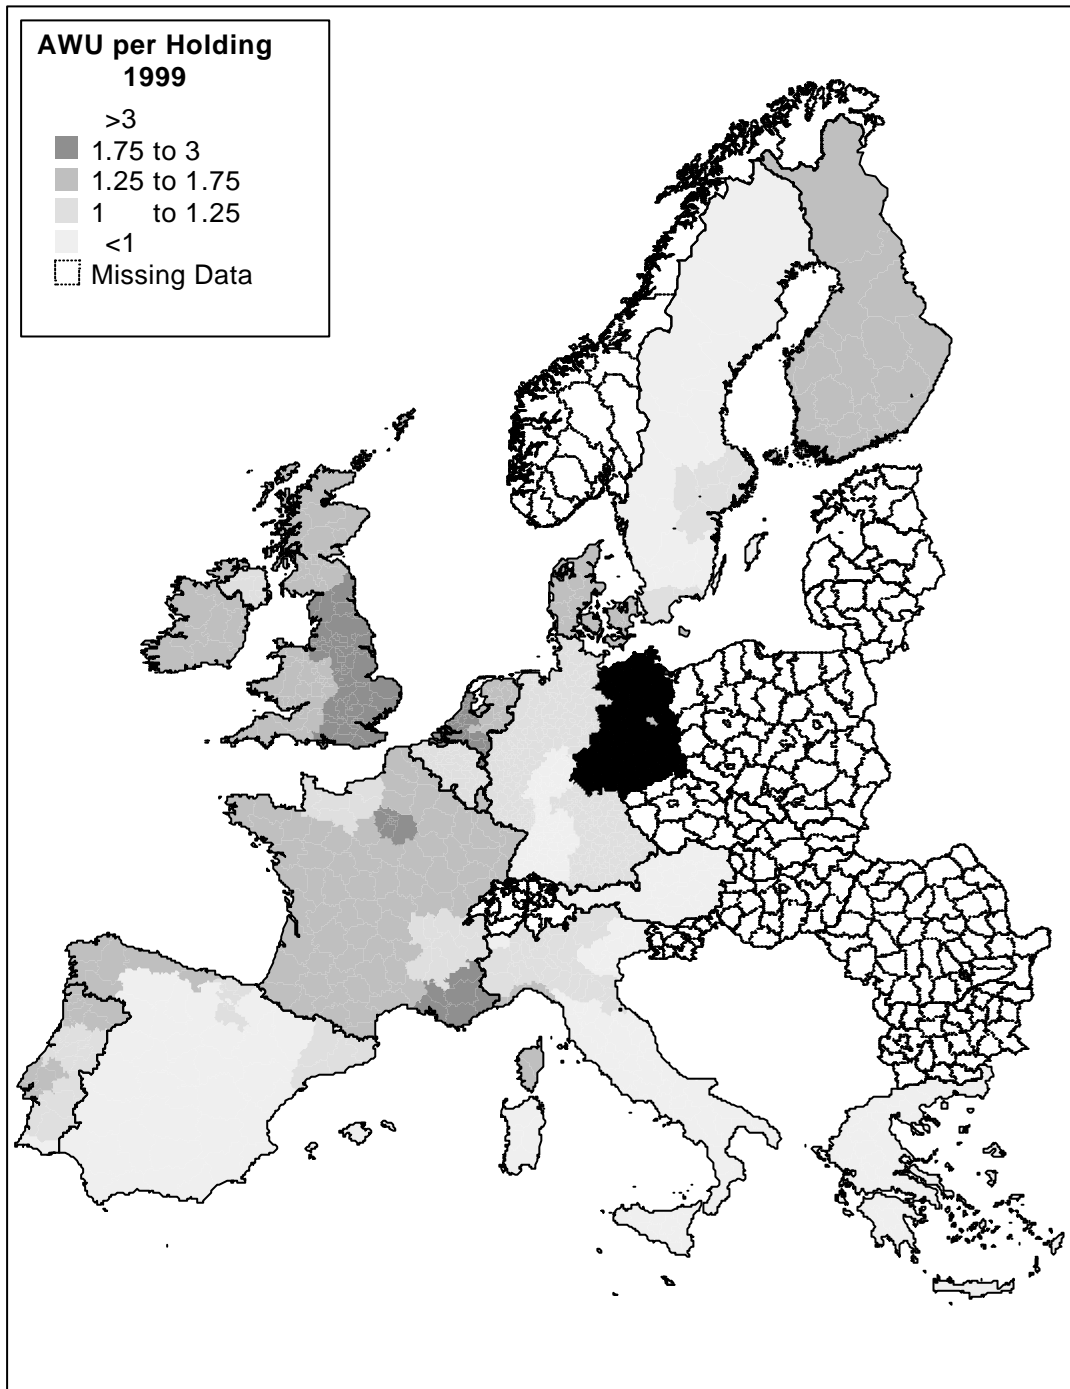 AWU per Holding
1999
>3
1.75 to 3
1.25 to 1.75
1 to 1.25
<1
Missing Data